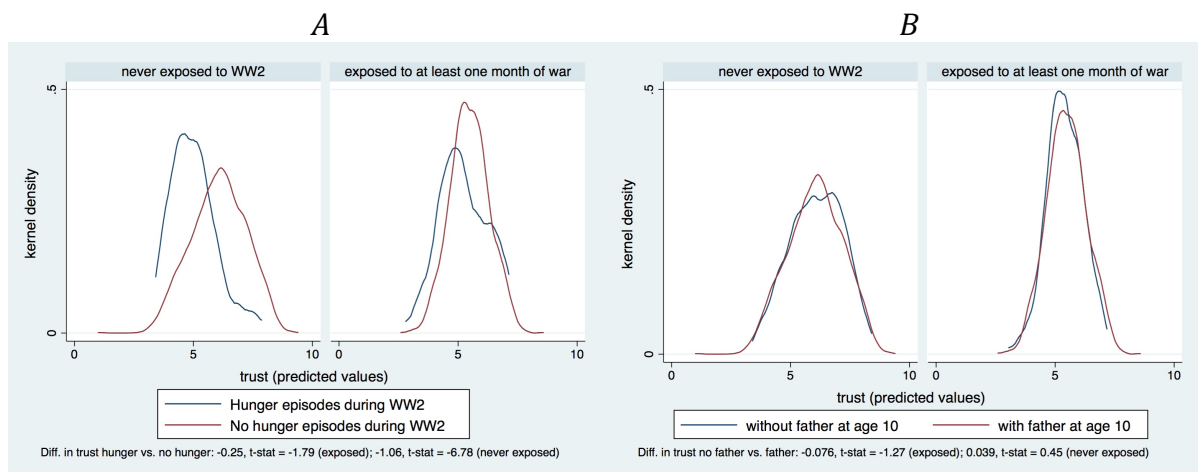 A
never exposed to WW2
exposed to at least one month of war
.5
kernel density
0
0
5
10
0
5
10
trust (predicted values)
Hunger episodes during WW2
No hunger episodes during WW2
Diff. in trust hunger vs. no hunger: -0.25, t-stat = -1.79 (exposed); -1.06, t-stat = -6.78 (never exposed)
B
never exposed to WW2
exposed to at least one month of war
.5
kernel density
0
0
5
10
0
5
10
trust (predicted values)
without father at age 10
with father at age 10
Diff. in trust no father vs. father: -0.076, t-stat = -1.27 (exposed); 0.039, t-stat = 0.45 (never exposed)